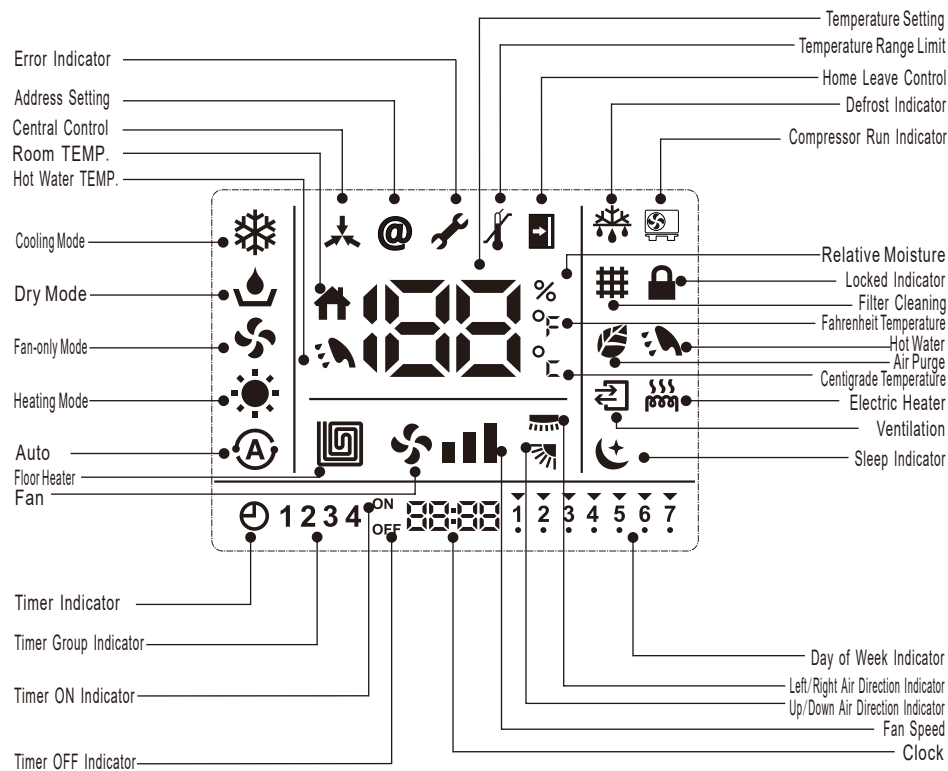 Temperature Setting
Temperature Range Limit
Home Leave Control
Defrost Indicator
Compressor Run Indicator
Error Indicator
Address Setting
Central Control
Room TEMP.
Hot Water TEMP.
Cooling Mode
Dry Mode
Fan-only Mode
Heating Mode
Auto
Floor Heater
Fan
@
188
%
°F
°C
A
Relative Moisture
Locked Indicator
Filter Cleaning
Fahrenheit Temperature
Hot Water
Air Purge
Centigrade Temperature
Electric Heater
Ventilation
Sleep Indicator
1 2 3 4 ON
OFF 88:88
1 2 3 4 5 6 7
Timer Indicator
Timer Group Indicator
Timer ON Indicator
Timer OFF Indicator
Day of Week Indicator
Left/Right Air Direction Indicator
Up/Down Air Direction Indicator
Fan Speed
Clock